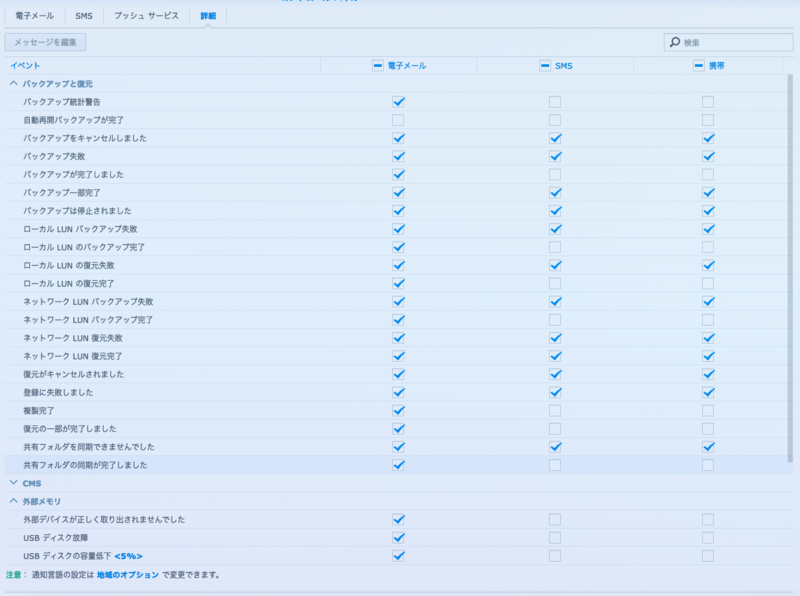 電子メール SMS プッシュ サービス 詳細
メッセージを編集 検索
イベント 電子メール SMS 携帯
バックアップと復元
バックアップ統計警告
自動再開バックアップが完了
バックアップをキャンセルしました
バックアップ失敗
バックアップが完了しました
バックアップ一部完了
バックアップは停止されました
ローカル LUN バックアップ失敗
ローカル LUN のバックアップ完了
ローカル LUN の復元失敗
ローカル LUN の復元完了
ネットワーク LUN バックアップ失敗
ネットワーク LUN バックアップ完了
ネットワーク LUN 復元失敗
ネットワーク LUN 復元完了
復元がキャンセルされました
登録に失敗しました
複製完了
復元の一部が完了しました
共有フォルダを同期できませんでした
共有フォルダの同期が完了しました
CMS
外部メモリ
外部デバイスが正しく取り出されませんでした
USB ディスク故障
USB ディスクの容量低下 <5%>
注意： 通知言語の設定は 地域のオプション で変更できます。